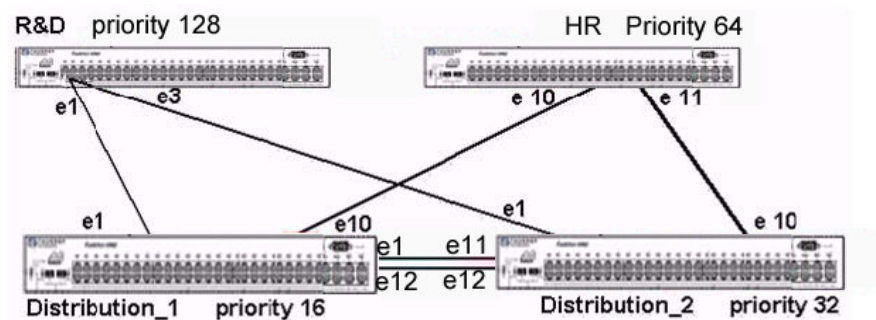 R&D priority 128
HR Priority 64
e1
e3
e 10
e 11
e1
e10
e1
e 10
e1
e11
e12
e12
Distribution_1 priority 16
Distribution_2 priority 32